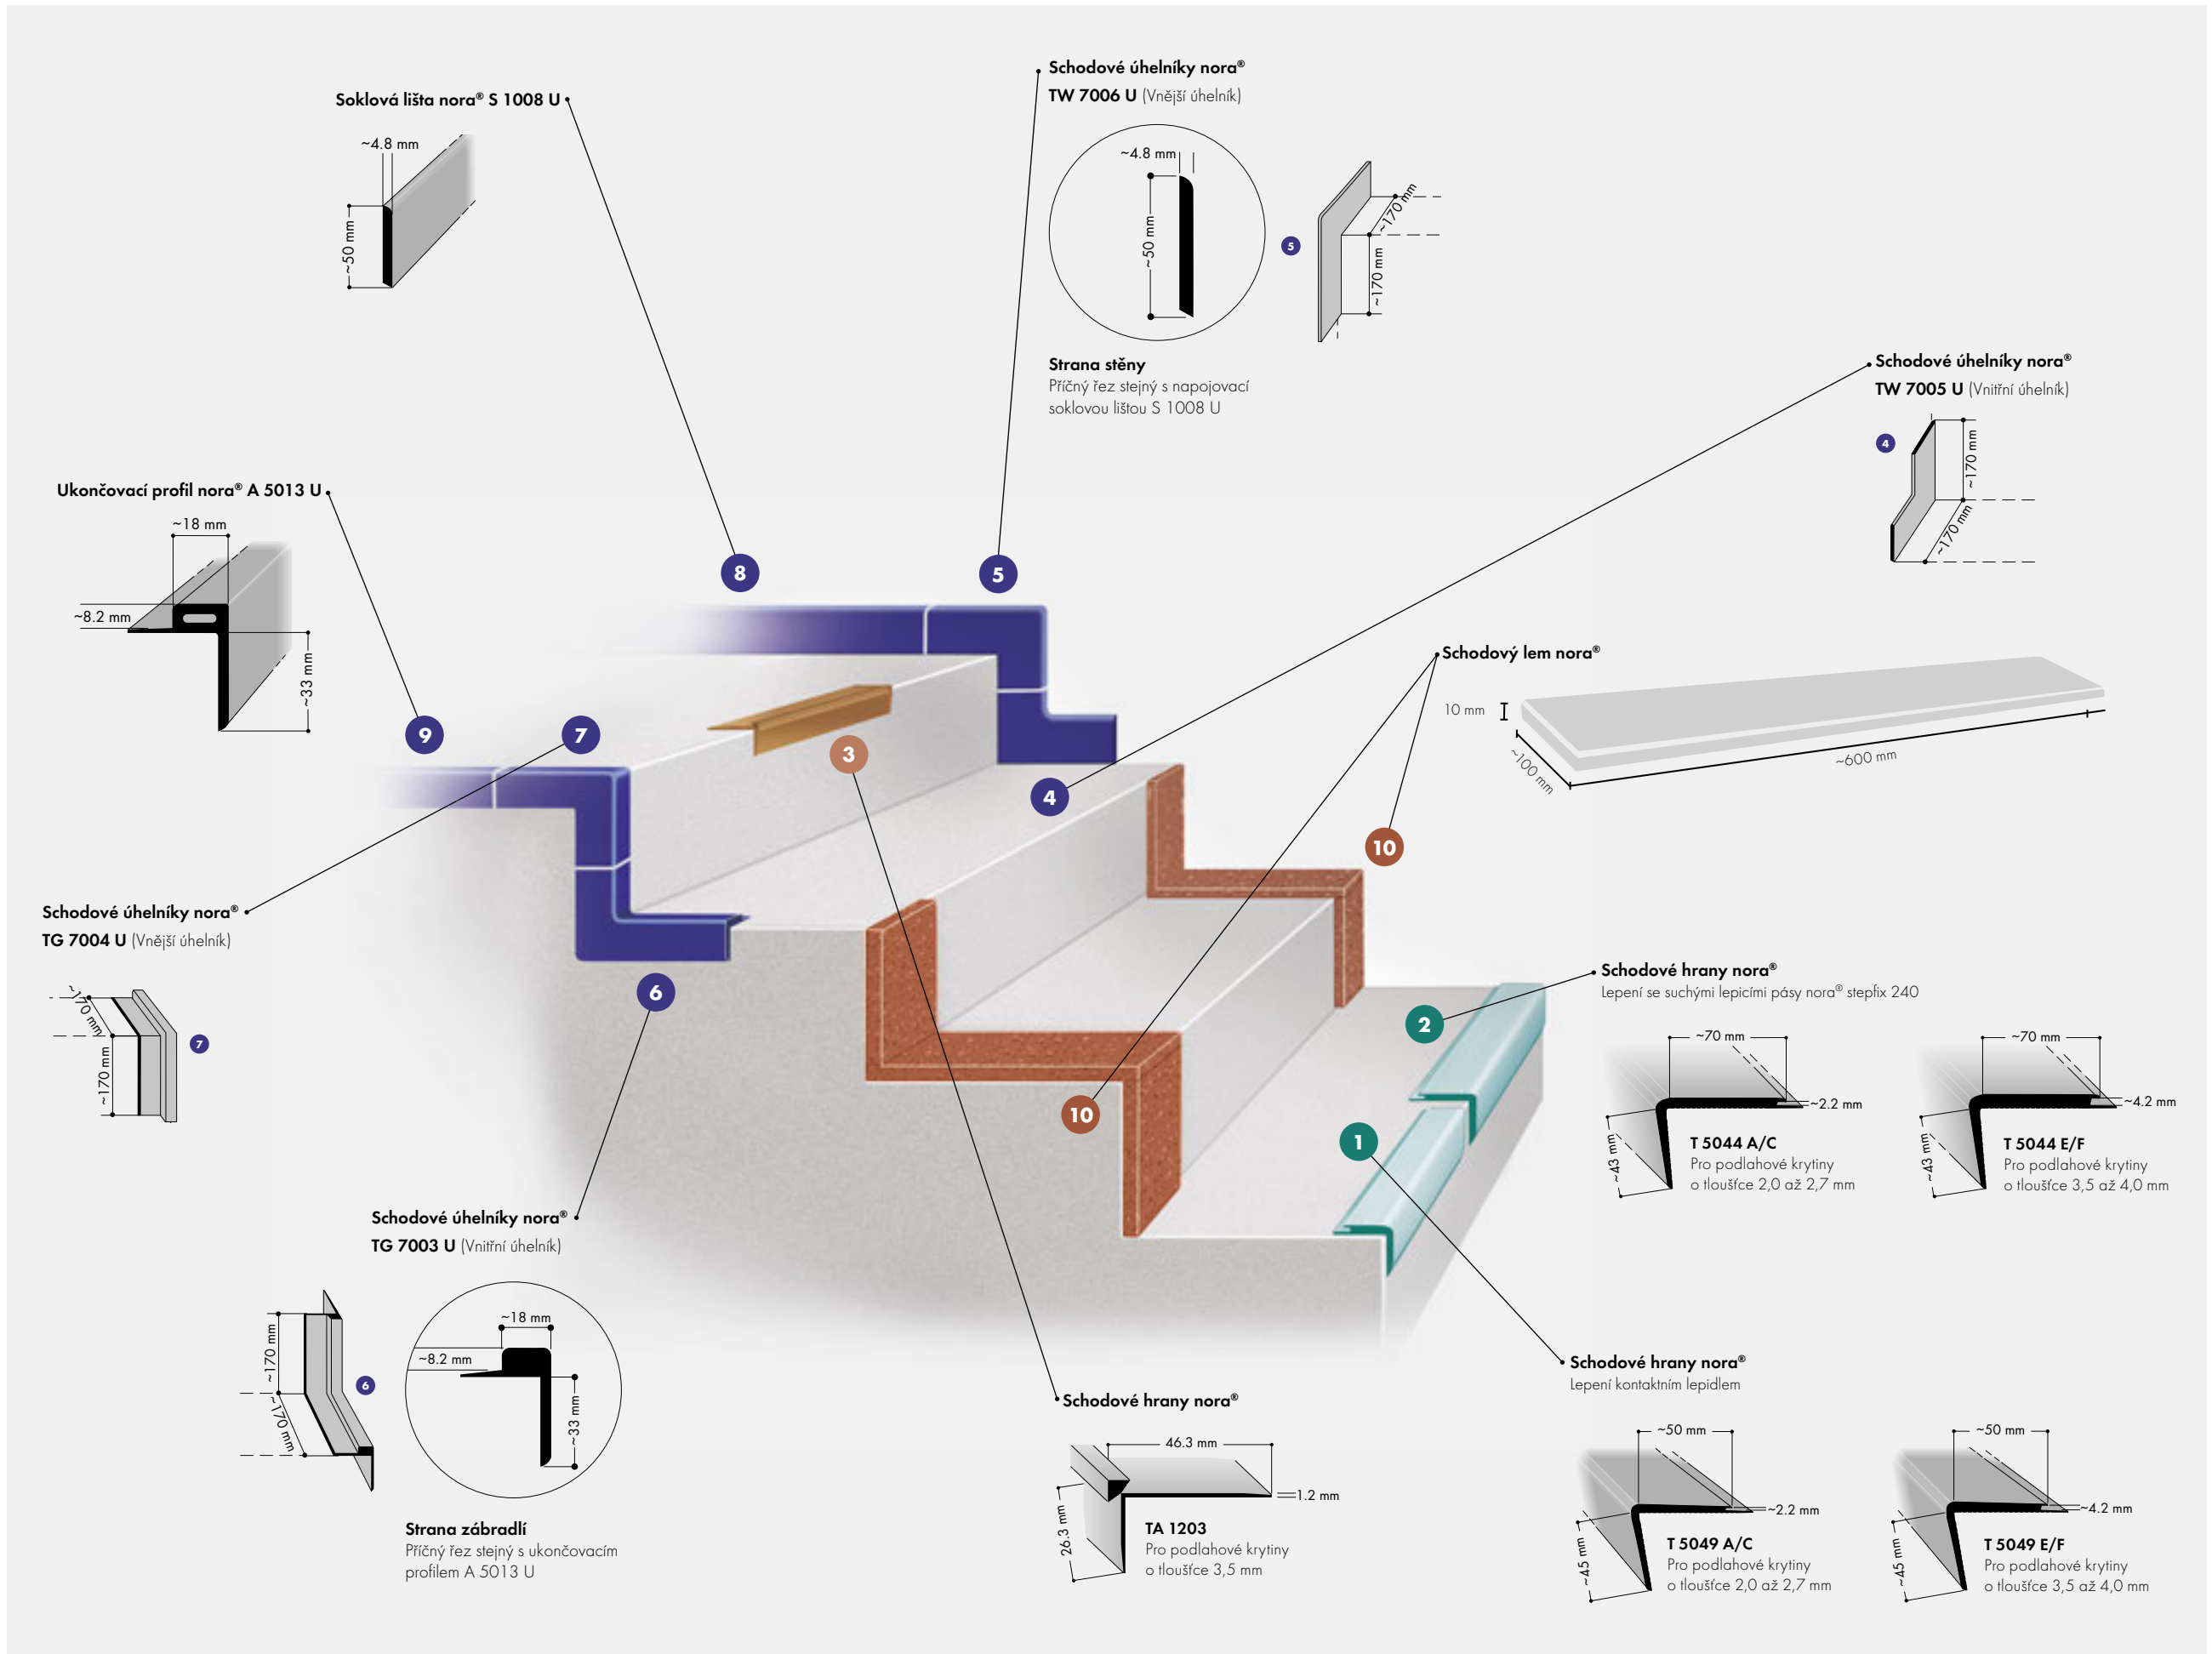 Soklová lišta nora® S 1008 U
~4.8 mm
~50 mm
Schodové úhelníky nora®
TW 7006 U (Vnější úhelník)
~4.8 mm
~50 mm
5
~170 mm
~170 mm
Strana stěny
Příčný řez stejný s napojovací
soklovou lištou S 1008 U
Schodové úhelníky nora®
TW 7005 U (Vnitřní úhelník)
4
~170 mm
~170 mm
Ukončovací profil nora® A 5013 U
~18 mm
~8.2 mm
~33 mm
8
5
9
7
3
4
10
6
2
10
1
Schodový lem nora®
10 mm
~100 mm
~600 mm
Schodové úhelníky nora®
TG 7004 U (Vnější úhelník)
~170 mm
~170 mm
7
Schodové hrany nora®
Lepení se suchými lepicími pásy nora® stepfix 240
~70 mm
~2.2 mm
~43 mm
T 5044 A/C
Pro podlahové krytiny
o tloušťce 2,0 až 2,7 mm
~70 mm
~4.2 mm
~43 mm
T 5044 E/F
Pro podlahové krytiny
o tloušťce 3,5 až 4,0 mm
Schodové úhelníky nora®
TG 7003 U (Vnitřní úhelník)
~170 mm
~170 mm
6
~18 mm
~8.2 mm
~33 mm
Strana zábradlí
Příčný řez stejný s ukončovacím
profilem A 5013 U
Schodové hrany nora®
46.3 mm
1.2 mm
26.3 mm
TA 1203
Pro podlahové krytiny
o tloušťce 3,5 mm
Schodové hrany nora®
Lepení kontaktním lepidlem
~50 mm
~2.2 mm
~45 mm
T 5049 A/C
Pro podlahové krytiny
o tloušťce 2,0 až 2,7 mm
~50 mm
~4.2 mm
~45 mm
T 5049 E/F
Pro podlahové krytiny
o tloušťce 3,5 až 4,0 mm